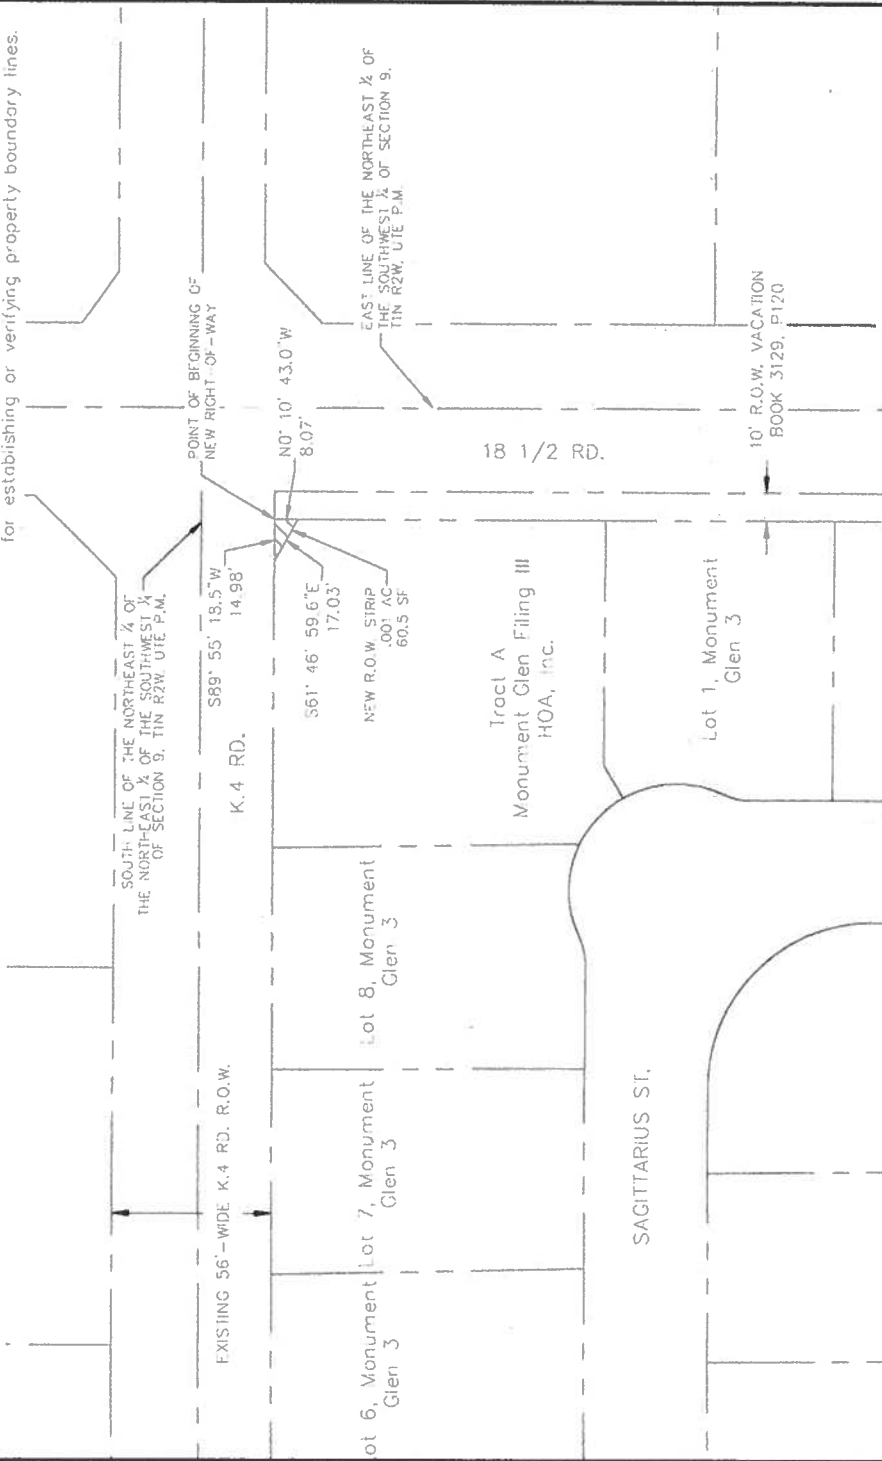 for establishing or verifying property boundary lines.
SOUTH LINE OF THE NORTHEAST ¼ OF
THE NORTHEAST ¼ OF THE SOUTHWEST ¼
OF SECTION 9, T1N R2W, UTE P.M.
POINT OF BEGINNING OF
NEW RIGHT-OF-WAY
EAST LINE OF THE NORTHEAST ¼ OF
THE SOUTHWEST ¼ OF SECTION 9,
T1N R2W, UTE P.M.
S89° 55' 18.5"W
14.98'
N0° 10' 43.0"W
8.07'
S61° 46' 59.6"E
17.03'
NEW R.O.W. STRIP
.001 AC
60.5 SF
K.4 RD.
EXISTING 56'-WIDE K.4 RD. R.O.W.
18 1/2 RD.
10' R.O.W. VACATION
BOOK 3129, P120
ot 6, Monument
Glen 3
Lot 7, Monument
Glen 3
Lot 8, Monument
Glen 3
Tract A
Monument Glen Filing III
HOA, Inc.
Lot 1, Monument
Glen 3
SAGITTARIUS ST.